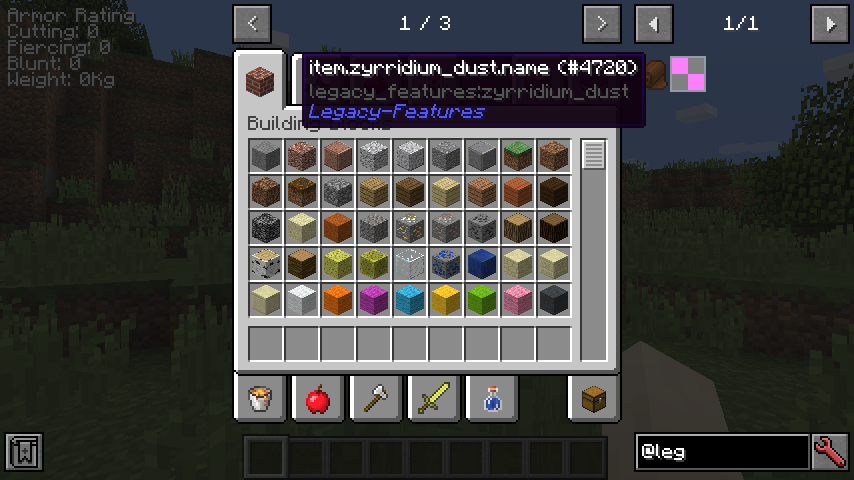 Armor Rating
Cutting: 0
Piercing: 0
Blunt: 0
Weight: 0Kg
<
1 / 3
>
1/1
item.zyrridium_dust.name (#4720)
legacy_features:zyrridium_dust
Legacy-Features
Building Blocks
@leg